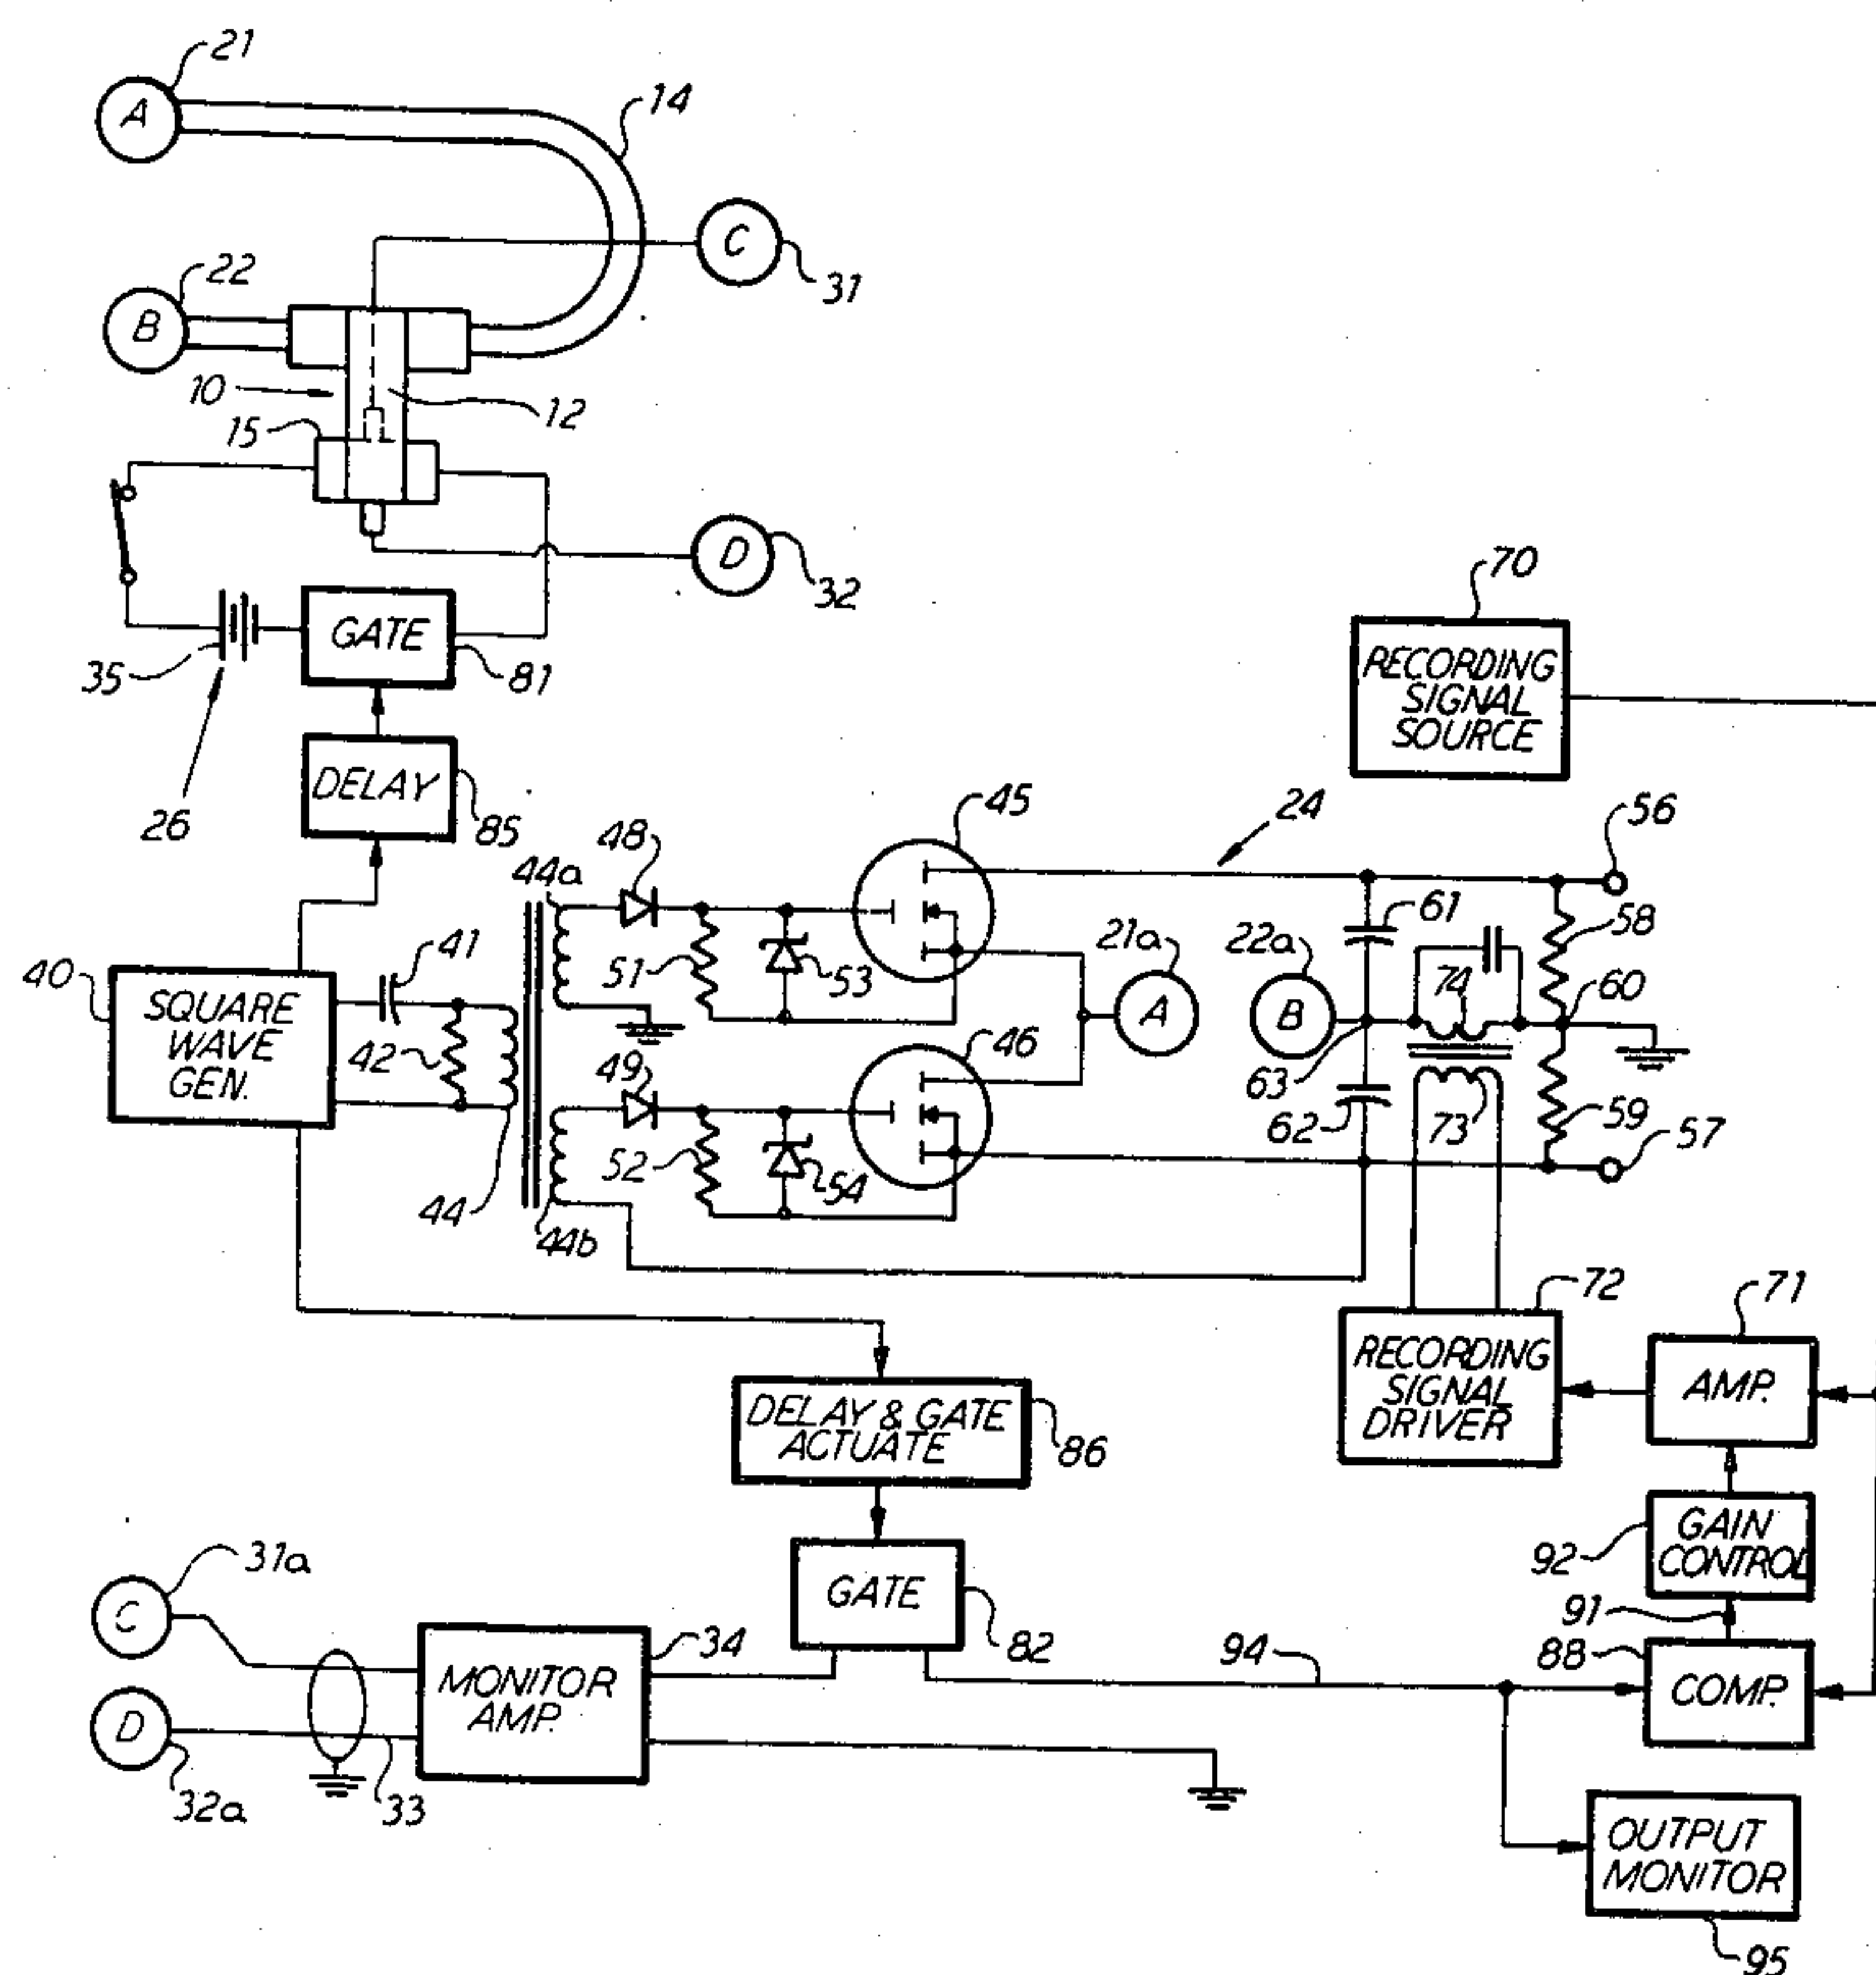 21
A
14
C
31
22
B
10
12
15
D
32
35
GATE
81
26
DELAY
85
70
RECORDING
SIGNAL
SOURCE
45
24
56
48
44a
61
58
41
40
SQUARE
WAVE
GEN.
42
51
53
21a
A
22a
B
74
60
46
49
63
62
73
59
57
52
54
44
44b
72
RECORDING
SIGNAL
DRIVER
71
AMP.
DELAY & GATE
ACTUATE
86
GAIN
CONTROL
92
31a
C
GATE
82
91
88
COMP.
34
MONITOR
AMP.
94
D
32a
33
OUTPUT
MONITOR
95